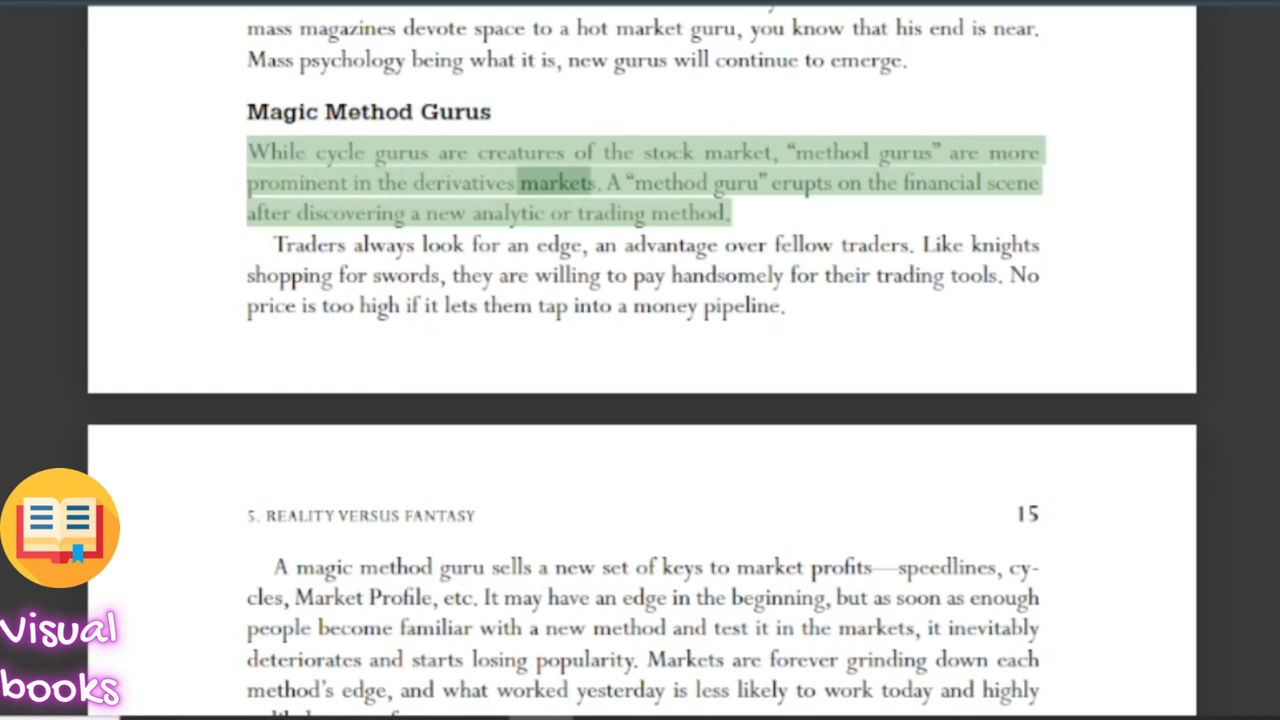 mass magazines devote space to a hot market guru, you know that his end is near.
Mass psychology being what it is, new gurus will continue to emerge.
Magic Method Gurus
While cycle gurus are creatures of the stock market, “method gurus” are more
prominent in the derivatives markets. A “method guru” erupts on the financial scene
after discovering a new analytic or trading method.
Traders always look for an edge, an advantage over fellow traders. Like knights
shopping for swords, they are willing to pay handsomely for their trading tools. No
price is too high if it lets them tap into a money pipeline.
5. REALITY VERSUS FANTASY 15
A magic method guru sells a new set of keys to market profits—speedlines, cy-
cles, Market Profile, etc. It may have an edge in the beginning, but as soon as enough
people become familiar with a new method and test it in the markets, it inevitably
deteriorates and starts losing popularity. Markets are forever grinding down each
method’s edge, and what worked yesterday is less likely to work today and highly
Visual
books